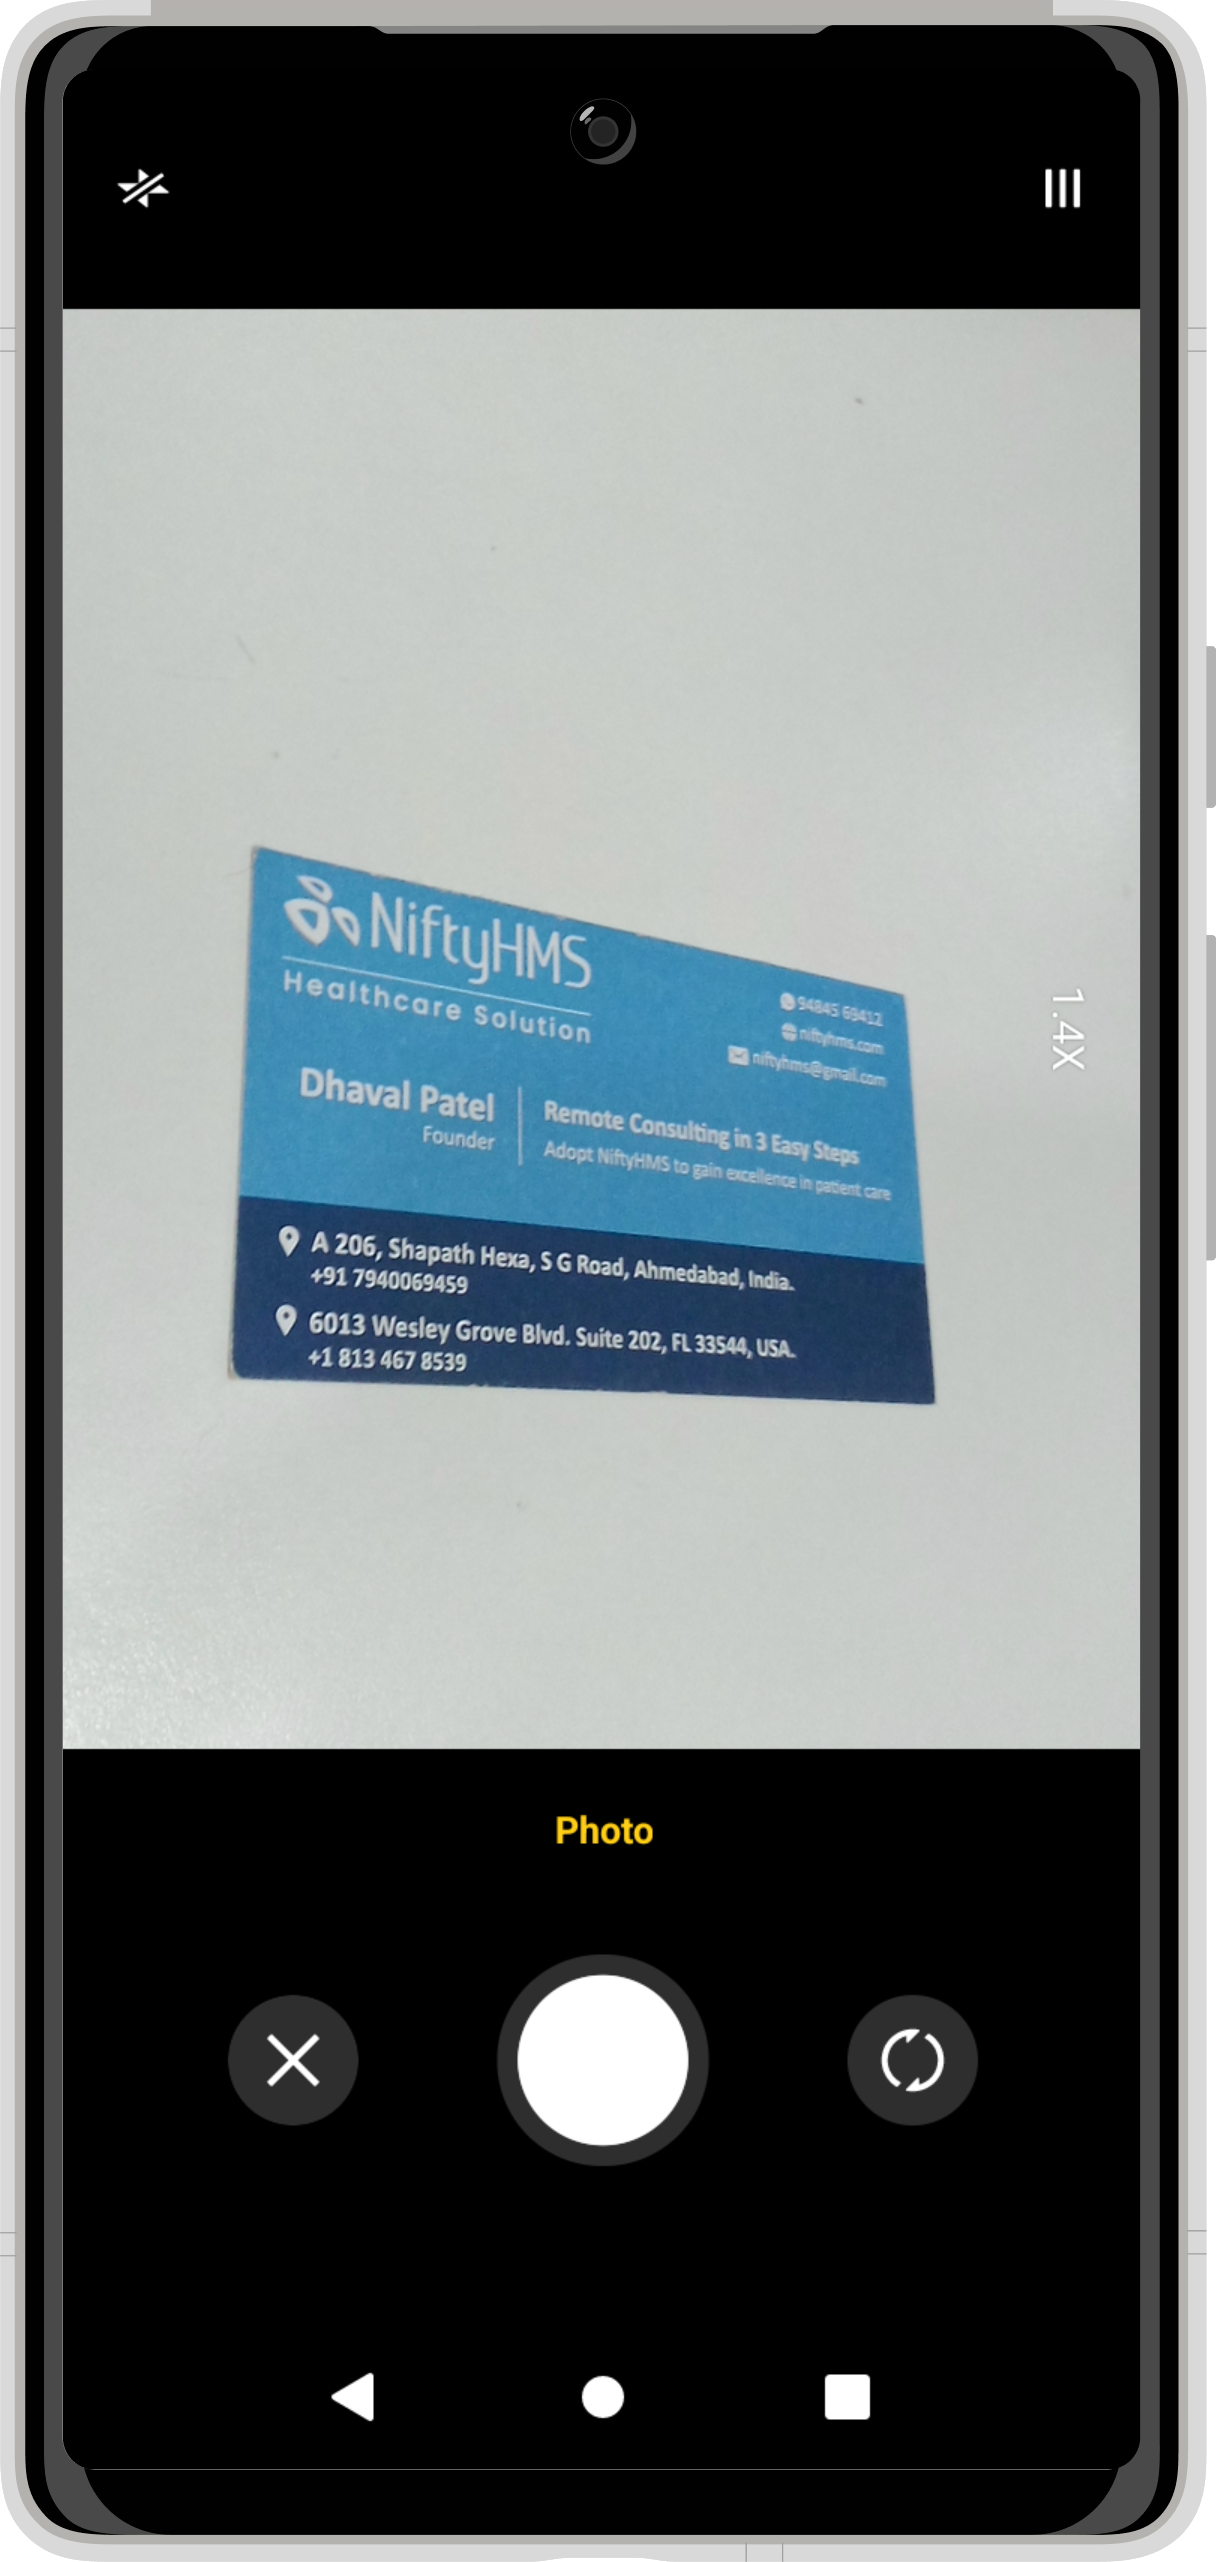 NiftyHMS
Healthcare Solution
94845 69412
niftyhms.com
niftyhms@gmail.com
Dhaval Patel
Founder
Remote Consulting in 3 Easy Steps
Adopt NiftyHMS to gain excellence in patient care
A 206, Shapath Hexa, S G Road, Ahmedabad, India.
+91 7940069459
6013 Wesley Grove Blvd. Suite 202, FL 33544, USA.
+1 813 467 8539
1.4X
Photo